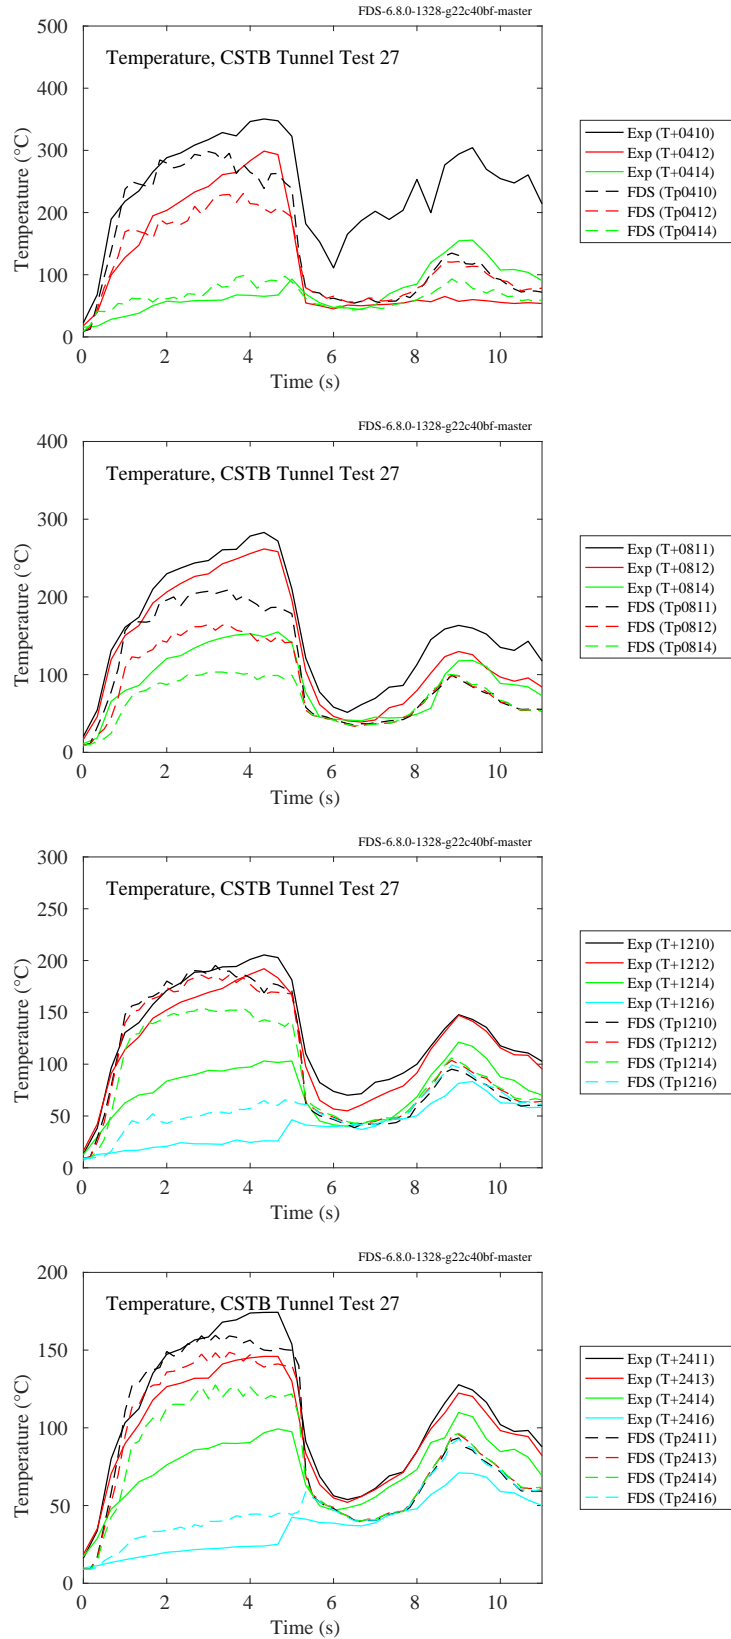 FDS-6.8.0-1328-g22c40bf-master
500
Temperature, CSTB Tunnel Test 27
400
300
200
100
0
Temperature (°C)
0 2 4 6 8 10
Time (s)
Exp (T+0410)
Exp (T+0412)
Exp (T+0414)
FDS (Tp0410)
FDS (Tp0412)
FDS (Tp0414)
FDS-6.8.0-1328-g22c40bf-master
400
Temperature, CSTB Tunnel Test 27
300
200
100
0
Temperature (°C)
0 2 4 6 8 10
Time (s)
Exp (T+0811)
Exp (T+0812)
Exp (T+0814)
FDS (Tp0811)
FDS (Tp0812)
FDS (Tp0814)
FDS-6.8.0-1328-g22c40bf-master
300
Temperature, CSTB Tunnel Test 27
250
200
150
100
50
0
Temperature (°C)
0 2 4 6 8 10
Time (s)
Exp (T+1210)
Exp (T+1212)
Exp (T+1214)
Exp (T+1216)
FDS (Tp1210)
FDS (Tp1212)
FDS (Tp1214)
FDS (Tp1216)
FDS-6.8.0-1328-g22c40bf-master
200
Temperature, CSTB Tunnel Test 27
150
100
50
0
Temperature (°C)
0 2 4 6 8 10
Time (s)
Exp (T+2411)
Exp (T+2413)
Exp (T+2414)
Exp (T+2416)
FDS (Tp2411)
FDS (Tp2413)
FDS (Tp2414)
FDS (Tp2416)